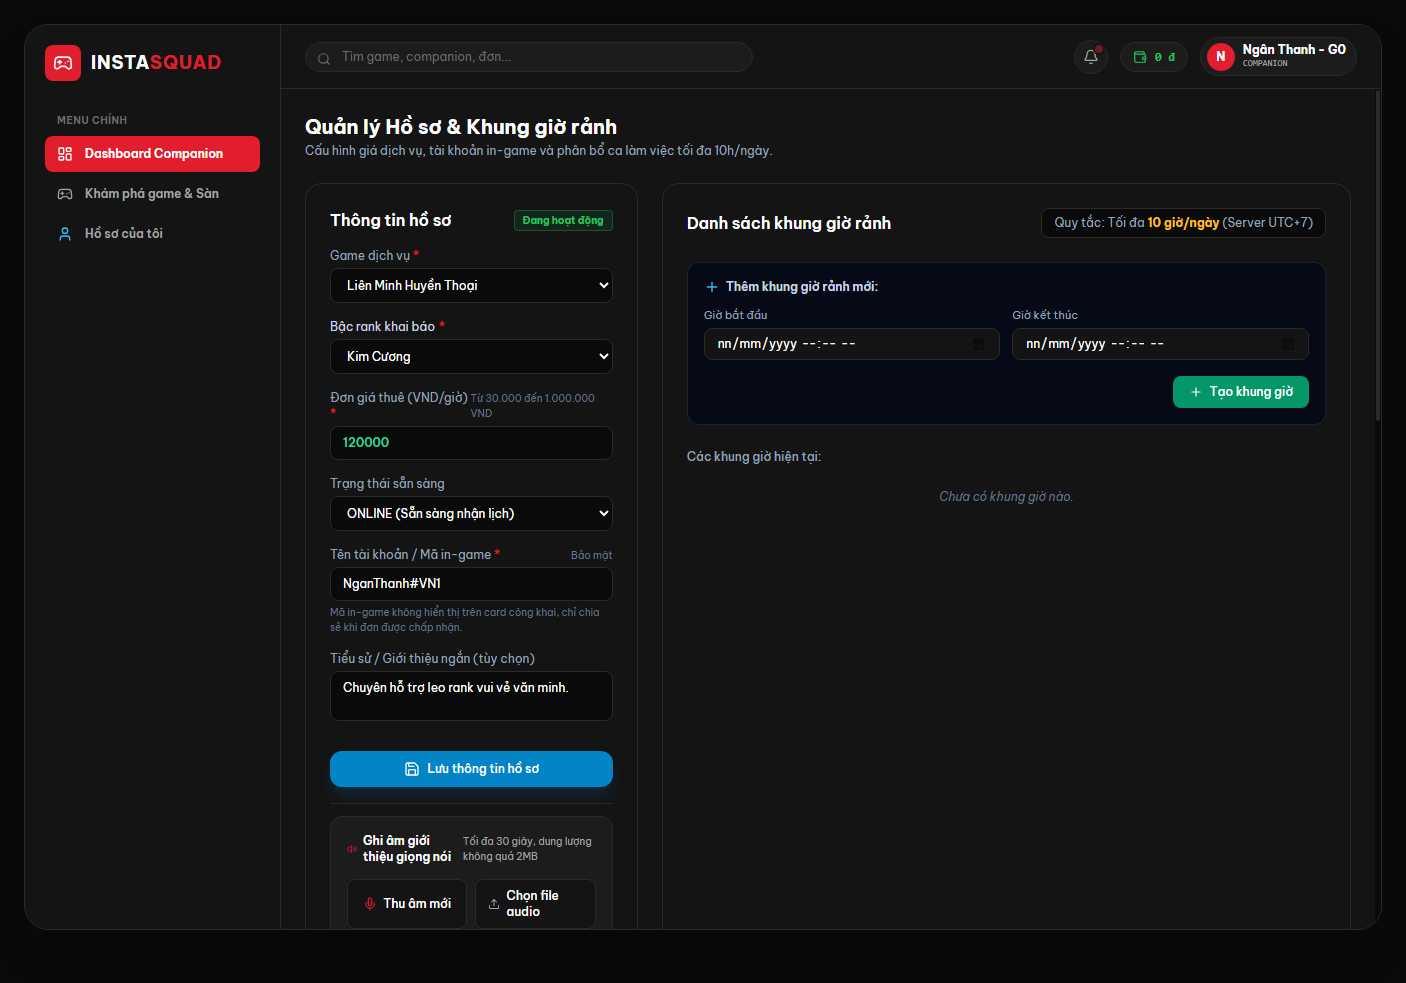 INSTASQUAD
Tìm game, companion, đơn...
0 đ
N
Ngân Thanh - G0
COMPANION
MENU CHÍNH
Dashboard Companion
Khám phá game & Sàn
Hồ sơ của tôi
Quản lý Hồ sơ & Khung giờ rảnh
Cấu hình giá dịch vụ, tài khoản in-game và phân bổ ca làm việc tối đa 10h/ngày.
Thông tin hồ sơ
Đang hoạt động
Game dịch vụ *
Liên Minh Huyền Thoại
Bậc rank khai báo *
Kim Cương
Đơn giá thuê (VND/giờ) *
Từ 30.000 đến 1.000.000
VND
120000
Trạng thái sẵn sàng
ONLINE (Sẵn sàng nhận lịch)
Tên tài khoản / Mã in-game *
Bảo mật
NganThanh#VN1
Mã in-game không hiển thị trên card công khai, chỉ chia
sẻ khi đơn được chấp nhận.
Tiểu sử / Giới thiệu ngắn (tùy chọn)
Chuyên hỗ trợ leo rank vui vẻ văn minh.
Lưu thông tin hồ sơ
Ghi âm giới
thiệu giọng nói
Tối đa 30 giây, dung lượng
không quá 2MB
Thu âm mới
Chọn file
audio
Danh sách khung giờ rảnh
Quy tắc: Tối đa 10 giờ/ngày (Server UTC+7)
Thêm khung giờ rảnh mới:
Giờ bắt đầu
nn/mm/yyyy --:-- --
Giờ kết thúc
nn/mm/yyyy --:-- --
Tạo khung giờ
Các khung giờ hiện tại:
Chưa có khung giờ nào.